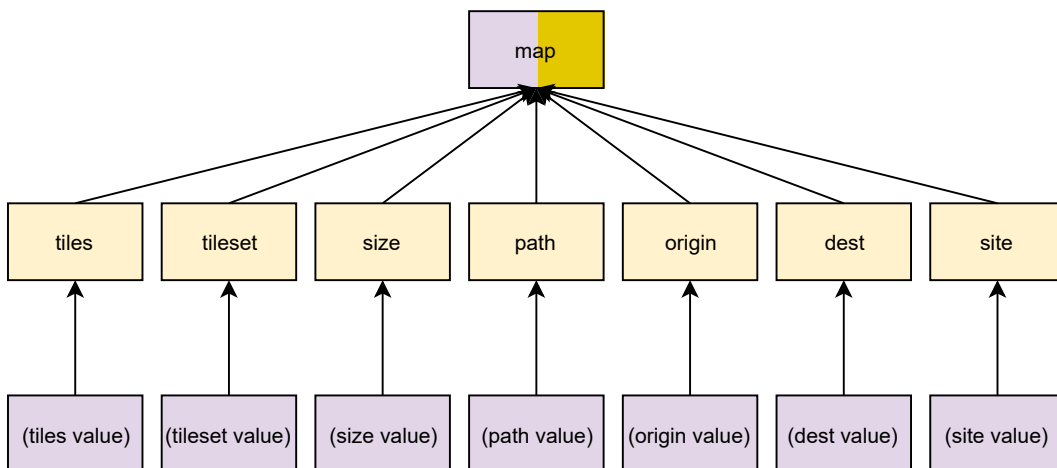 map
tiles
tileset
size
path
origin
dest
site
(tiles value)
(tileset value)
(size value)
(path value)
(origin value)
(dest value)
(site value)